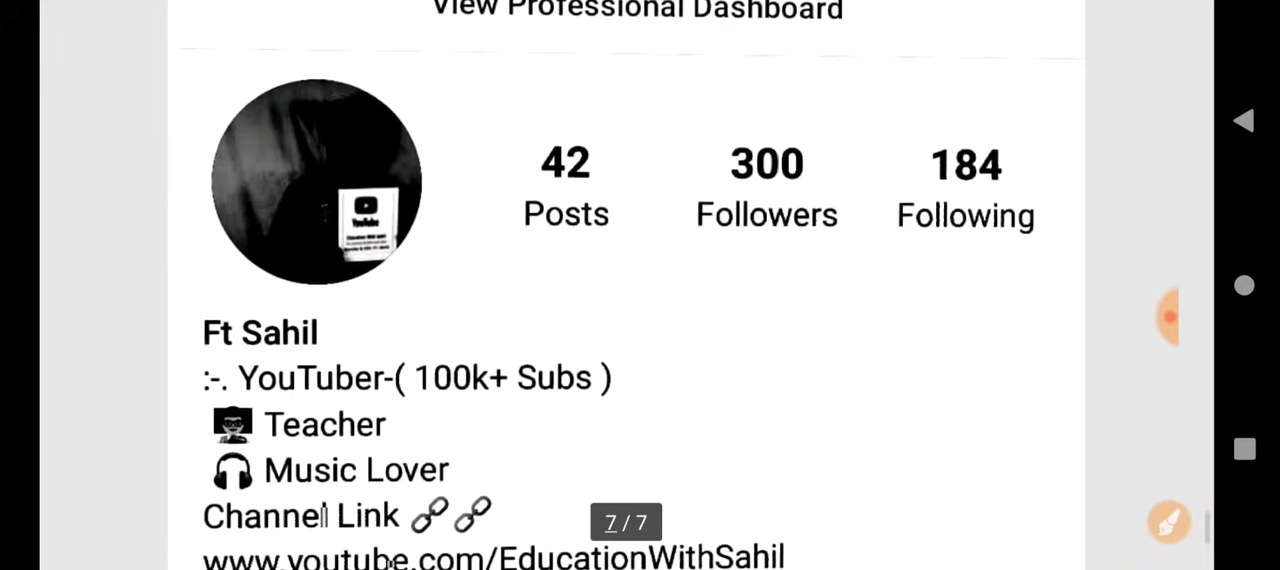 View Professional Dashboard
42
300
184
Posts
Followers
Following
YouTube
Ft Sahil
:-. YouTuber-( 100k+ Subs )
Teacher
Music Lover
Channel Link
www.youtube.com/EducationWithSahil
7 / 7